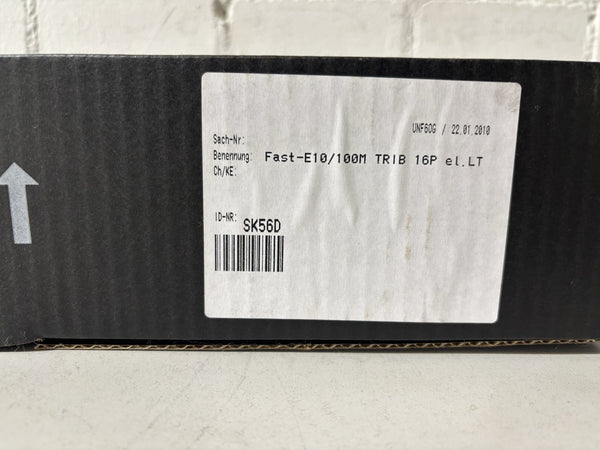 UNF60G / 22.01.2010
Sach-Nr:
Benennung: Fast-E10/100M TRIB 16P el.LT
Ch/KE:
ID-NR: SK56D